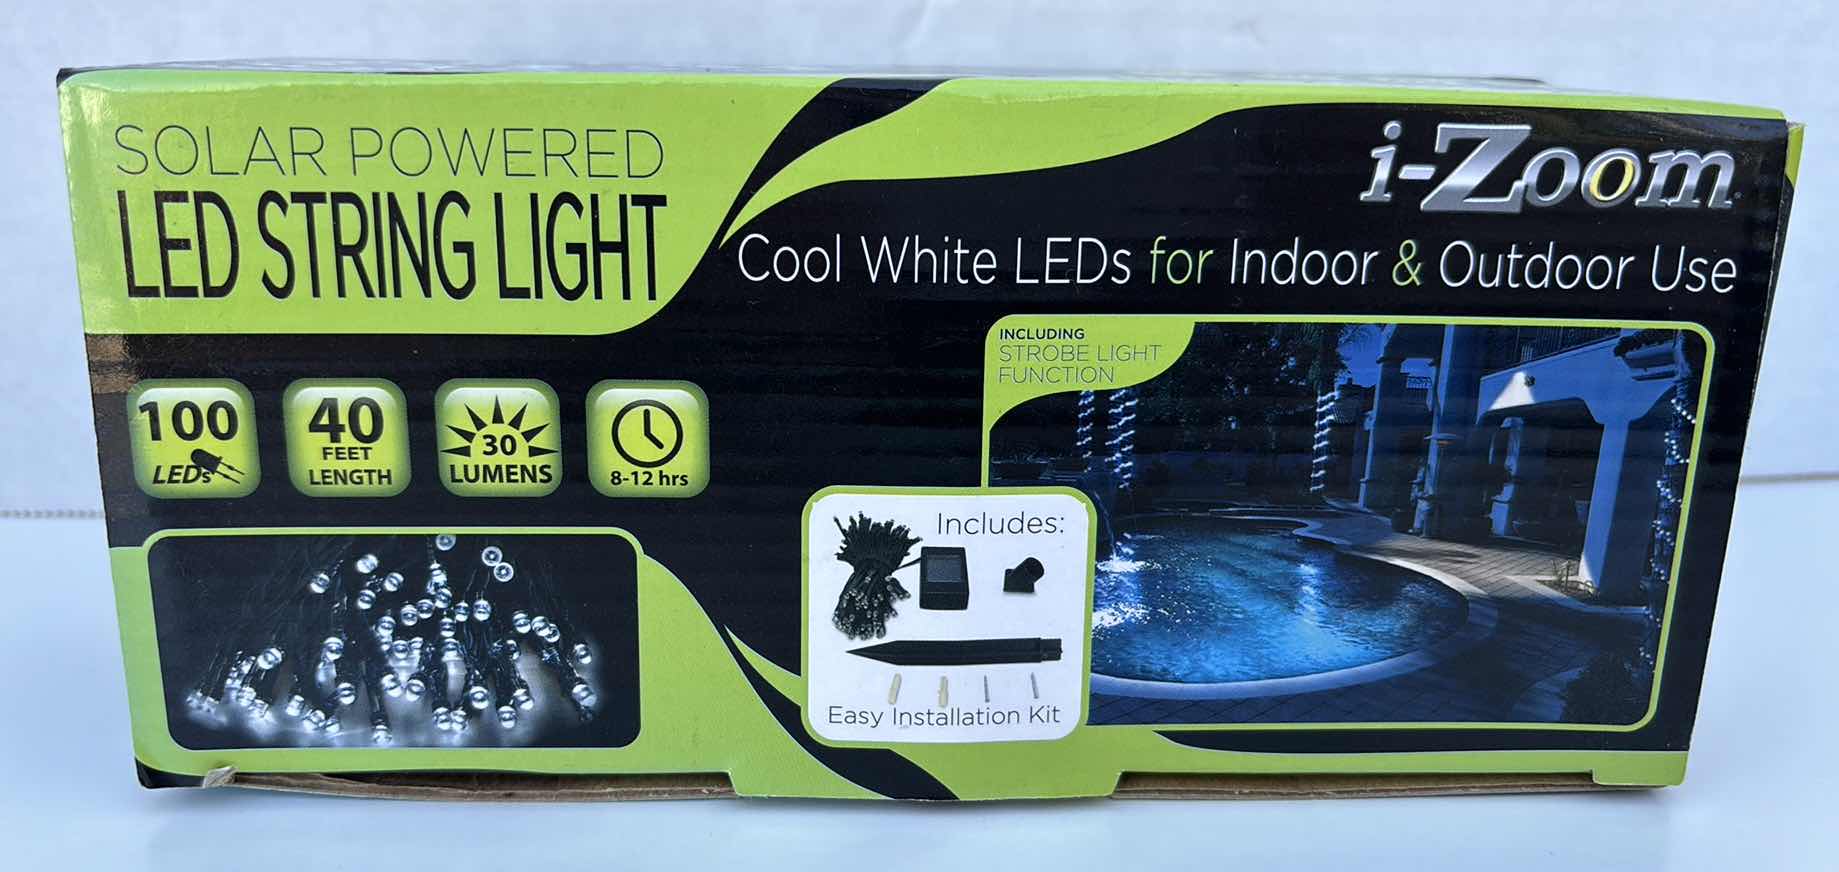 SOLAR POWERED
LED STRING LIGHT
i-Zoom
Cool White LEDs for Indoor & Outdoor Use
100
LEDs
40
FEET
LENGTH
30
LUMENS
8-12 hrs
INCLUDING
STROBE LIGHT
FUNCTION
Includes:
Easy Installation Kit